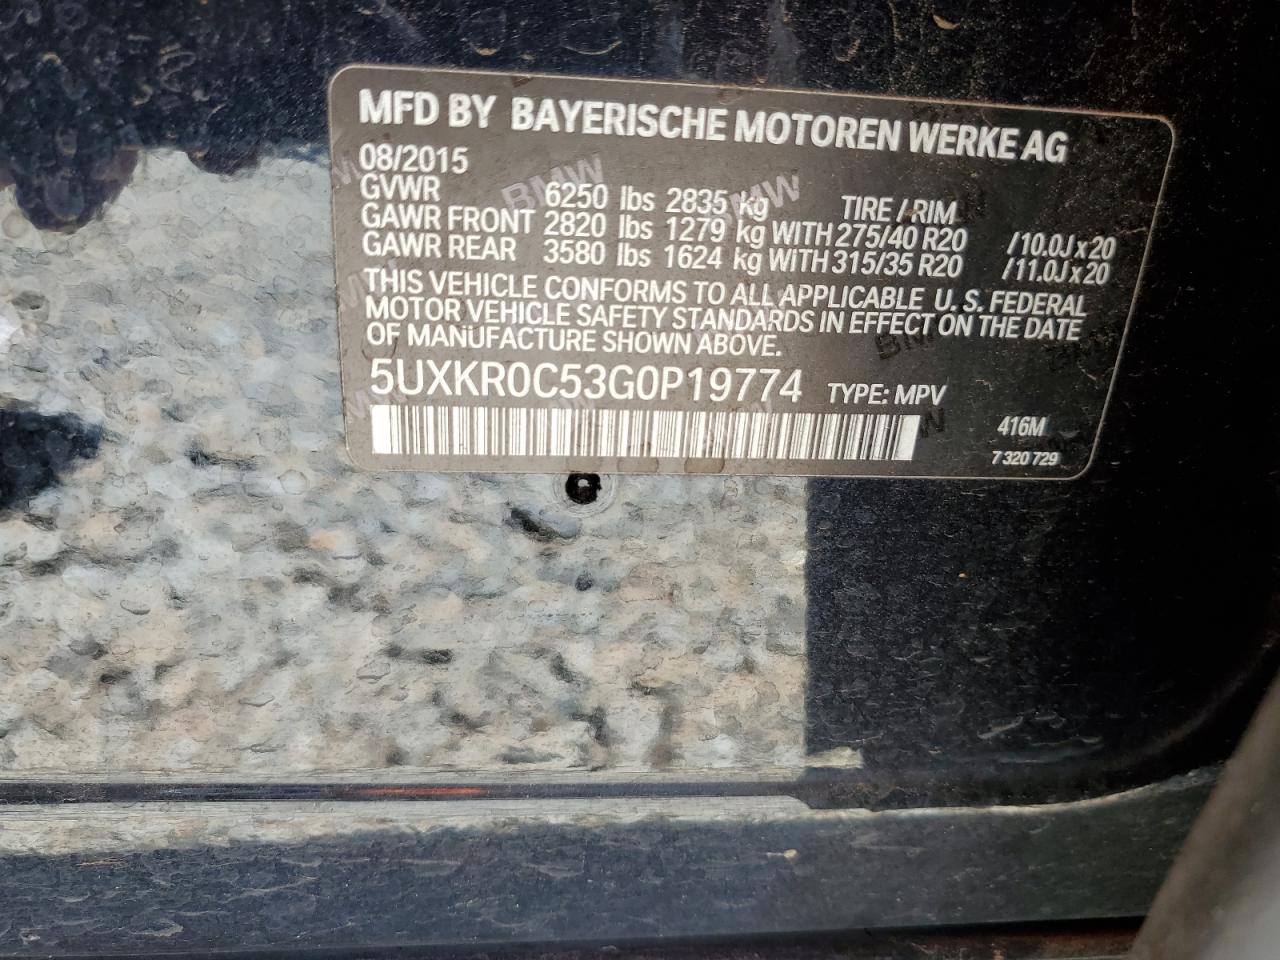 MFD BY BAYERISCHE MOTOREN WERKE AG
08/2015
GVWR 6250 lbs 2835 kg TIRE / RIM
GAWR FRONT 2820 lbs 1279 kg WITH 275/40 R20 /10.0J x 20
GAWR REAR 3580 lbs 1624 kg WITH 315/35 R20 /11.0J x 20
THIS VEHICLE CONFORMS TO ALL APPLICABLE U.S. FEDERAL
MOTOR VEHICLE SAFETY STANDARDS IN EFFECT ON THE DATE
OF MANUFACTURE SHOWN ABOVE.
5UXKR0C53G0P19774 TYPE: MPV
416M
7 320 729
BMW
BMW
BMW